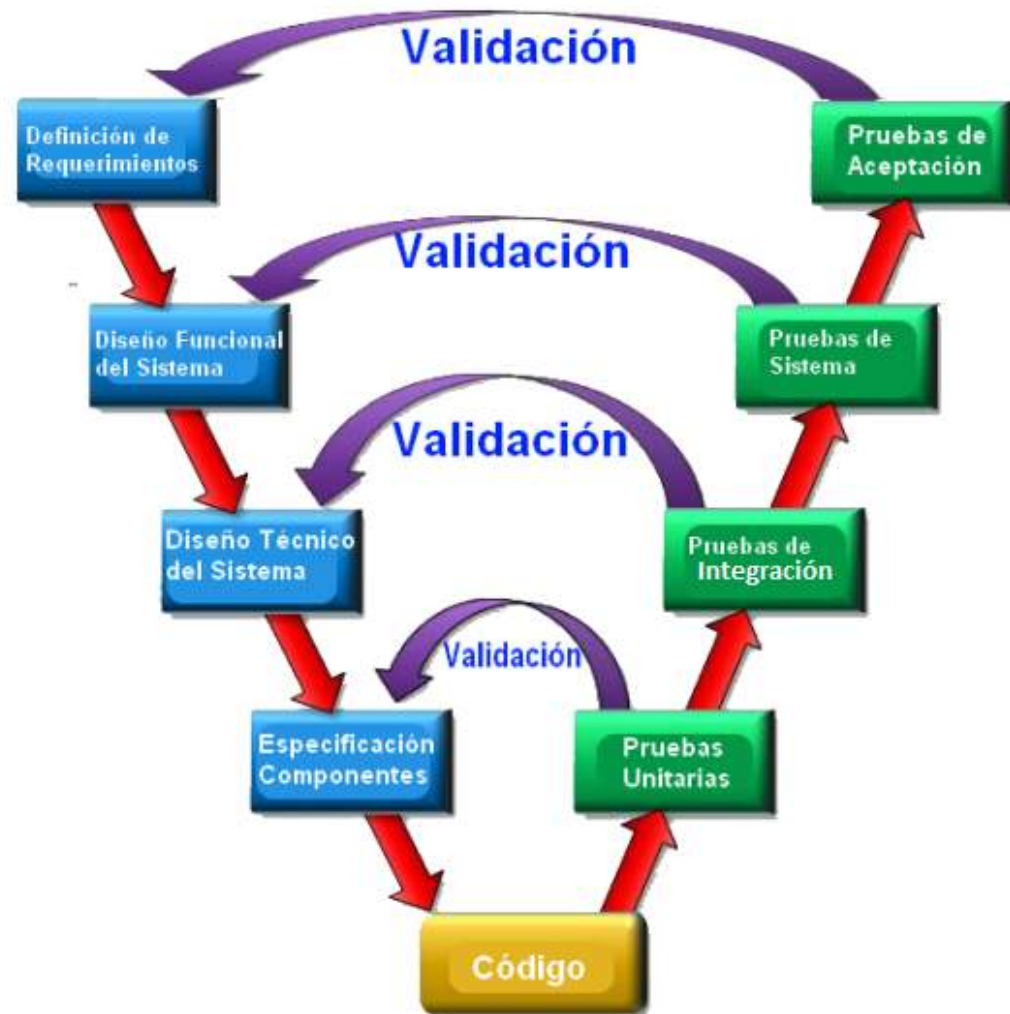 Validación
Definición de
Requerimientos
Pruebas de
Aceptación
Validación
Diseño Funcional
del Sistema
Pruebas de
Sistema
Validación
Diseño Técnico
del Sistema
Pruebas de
Integración
Validación
Especificación
Componentes
Pruebas
Unitarias
Código